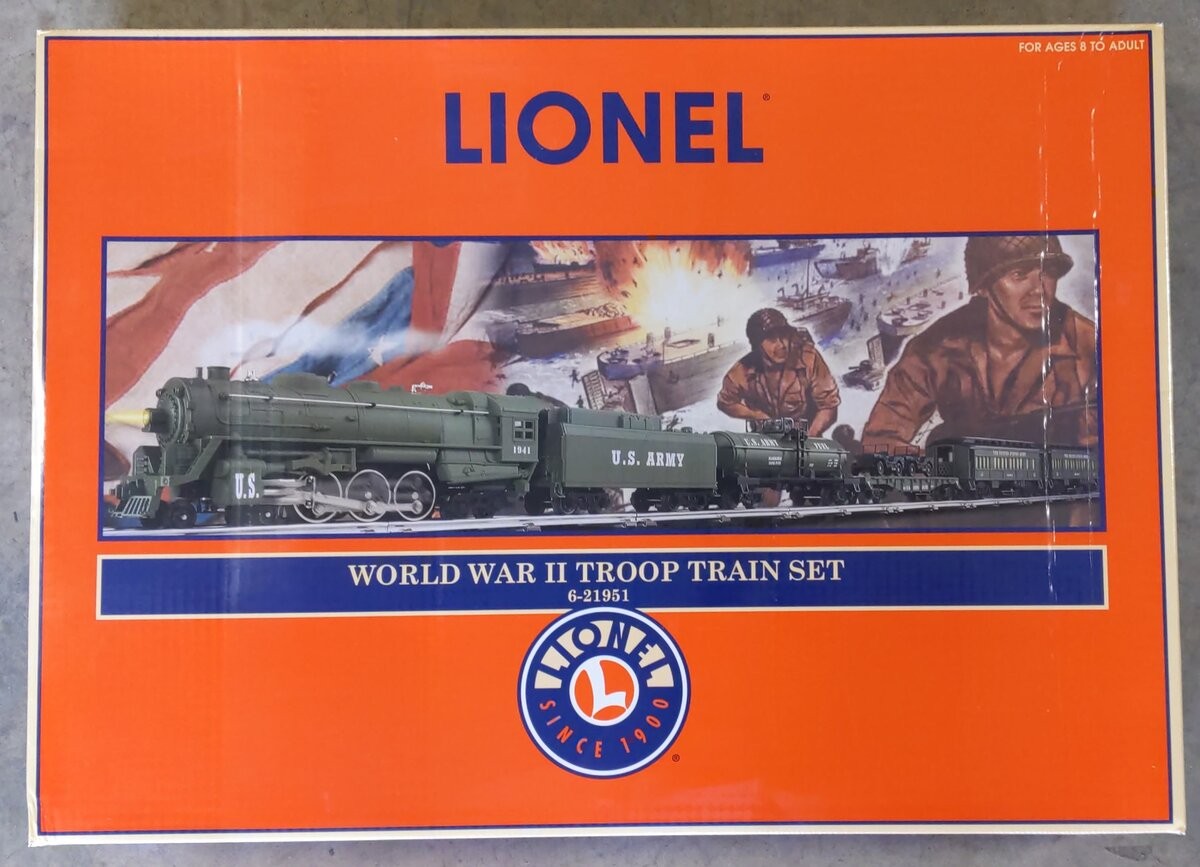 FOR AGES 8 TO ADULT
LIONEL®
1941
U.S.
U.S. ARMY
U.S. ARMY
WORLD WAR II TROOP TRAIN SET
6-21951
LIONEL
L
SINCE 1900
®